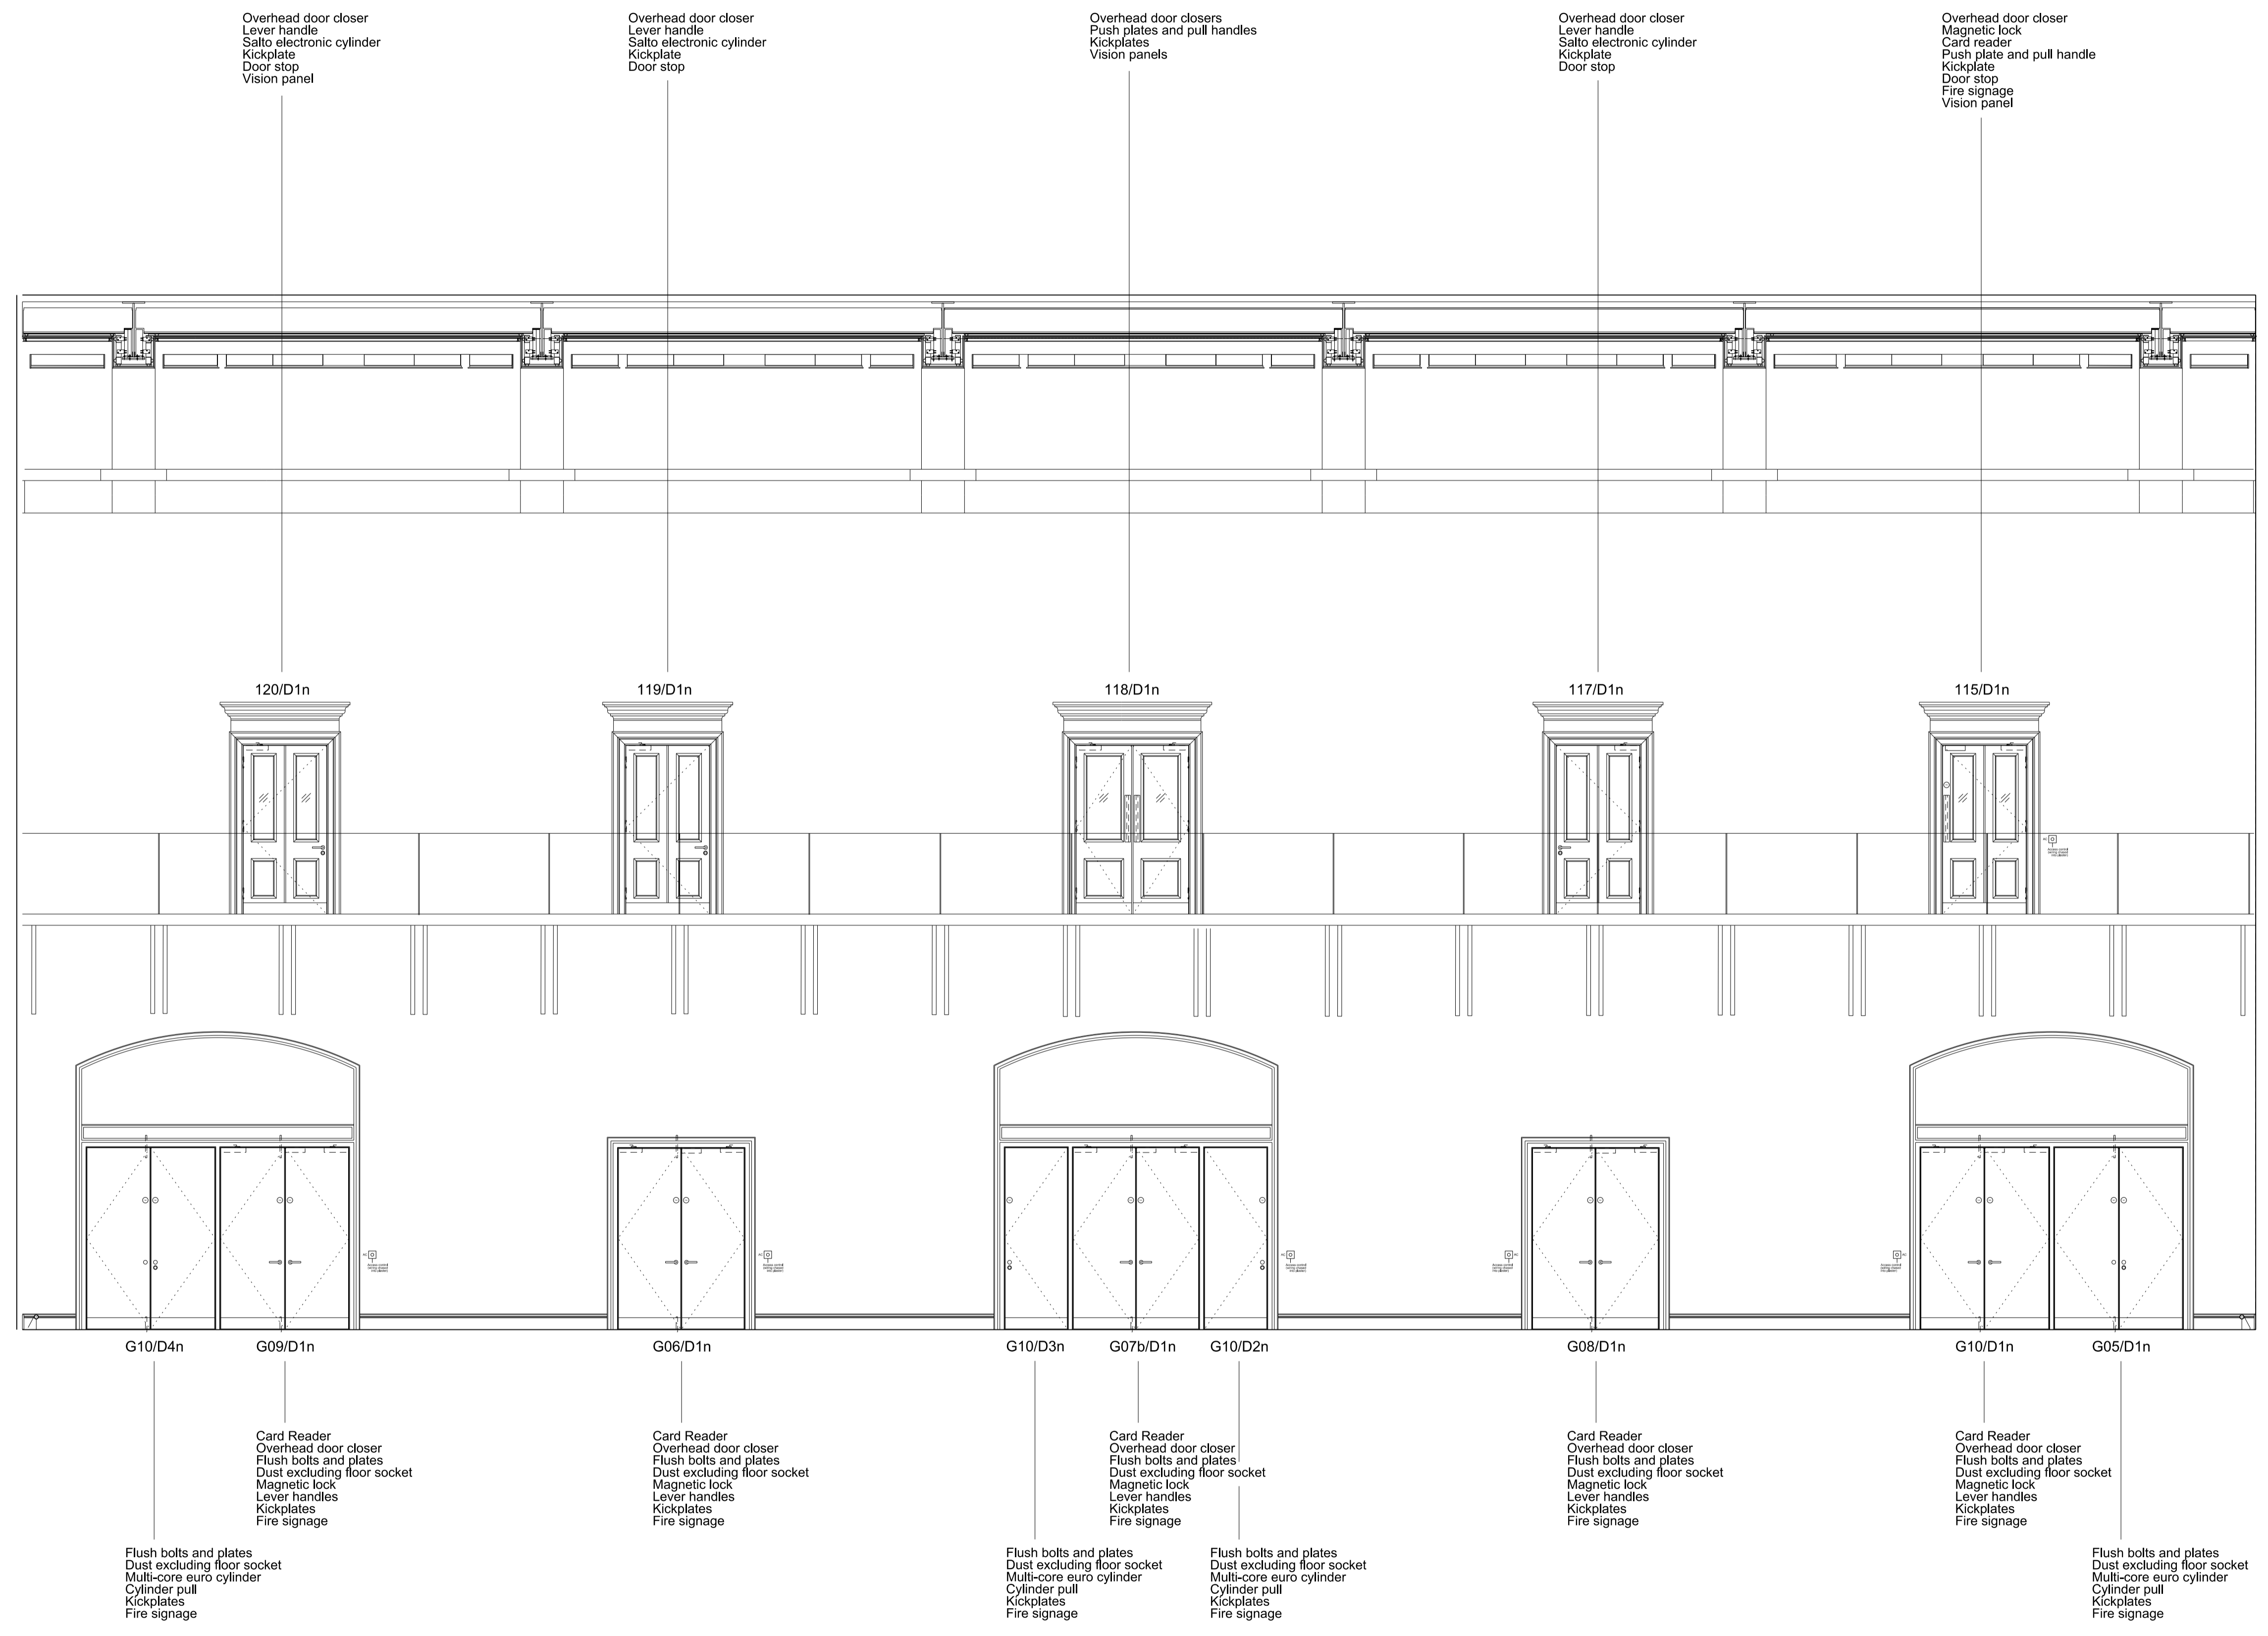 Overhead door closer
Lever handle
Salto electronic cylinder
Kickplate
Door stop
Vision panel
Overhead door closer
Lever handle
Salto electronic cylinder
Kickplate
Door stop
Overhead door closers
Push plates and pull handles
Kickplates
Vision panels
Overhead door closer
Lever handle
Salto electronic cylinder
Kickplate
Door stop
Overhead door closer
Magnetic lock
Card reader
Push plate and pull handle
Kickplate
Door stop
Fire signage
Vision panel
120/D1n
119/D1n
118/D1n
117/D1n
115/D1n
G10/D4n
G09/D1n
G06/D1n
G10/D3n
G07b/D1n
G10/D2n
G08/D1n
G10/D1n
G05/D1n
Card Reader
Overhead door closer
Flush bolts and plates
Dust excluding floor socket
Magnetic lock
Lever handles
Kickplates
Fire signage
Card Reader
Overhead door closer
Flush bolts and plates
Dust excluding floor socket
Magnetic lock
Lever handles
Kickplates
Fire signage
Card Reader
Overhead door closer
Flush bolts and plates
Dust excluding floor socket
Magnetic lock
Lever handles
Kickplates
Fire signage
Card Reader
Overhead door closer
Flush bolts and plates
Dust excluding floor socket
Magnetic lock
Lever handles
Kickplates
Fire signage
Card Reader
Overhead door closer
Flush bolts and plates
Dust excluding floor socket
Magnetic lock
Lever handles
Kickplates
Fire signage
Flush bolts and plates
Dust excluding floor socket
Multi-core euro cylinder
Cylinder pull
Kickplates
Fire signage
Flush bolts and plates
Dust excluding floor socket
Multi-core euro cylinder
Cylinder pull
Kickplates
Fire signage
Flush bolts and plates
Dust excluding floor socket
Multi-core euro cylinder
Cylinder pull
Kickplates
Fire signage
Flush bolts and plates
Dust excluding floor socket
Multi-core euro cylinder
Cylinder pull
Kickplates
Fire signage